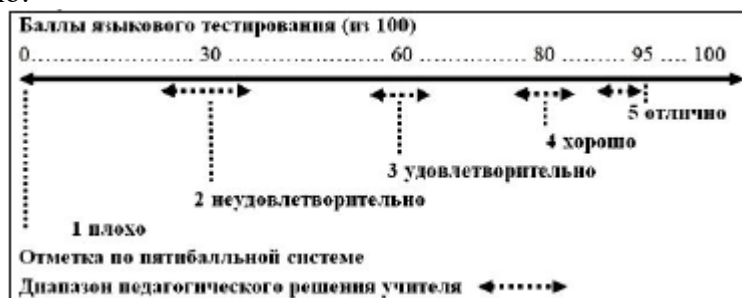 Баллы языкового тестирования (из 100)
0..................... 30 ..................... 60 ............... 80 ......... 95 .... 100
5 отлично
4 хорошо
3 удовлетворительно
2 неудовлетворительно
1 плохо
Отметка по пятибалльной системе
Диапазон педагогического решения учителя